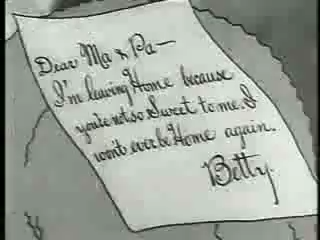 Dear Ma & Pa—
I'm leaving Home because
you're not so Sweet to me I
won't ever be Home again.
Betty